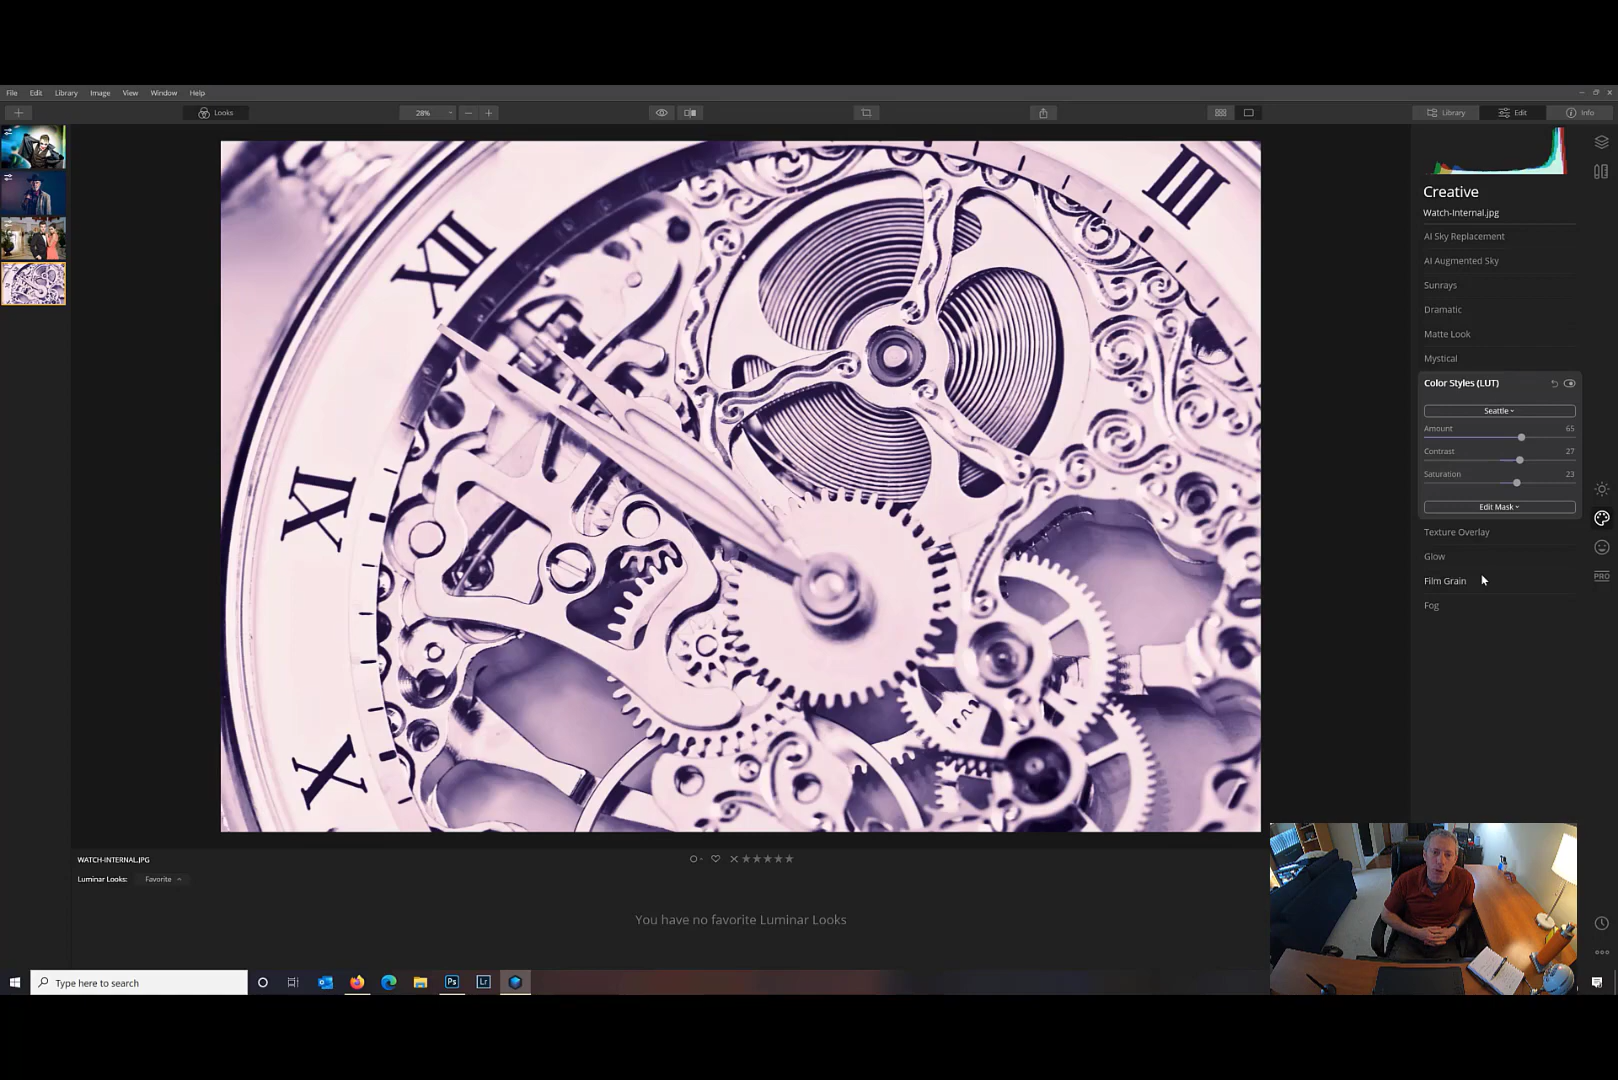 File Edit Library Image View Window Help
Looks 28% Library Edit Info
Creative
Watch-Internal.jpg
AI Sky Replacement
AI Augmented Sky
Sunrays
Dramatic
Matte Look
Mystical
Color Styles (LUT)
Seattle
Amount 65
Contrast 27
Saturation 23
Edit Mask
Texture Overlay
Glow
Film Grain
Fog
PRO
III
XII
XI
X
WATCH-INTERNAL.JPG
Luminar Looks: Favorite
You have no favorite Luminar Looks
Type here to search
Ps Lr